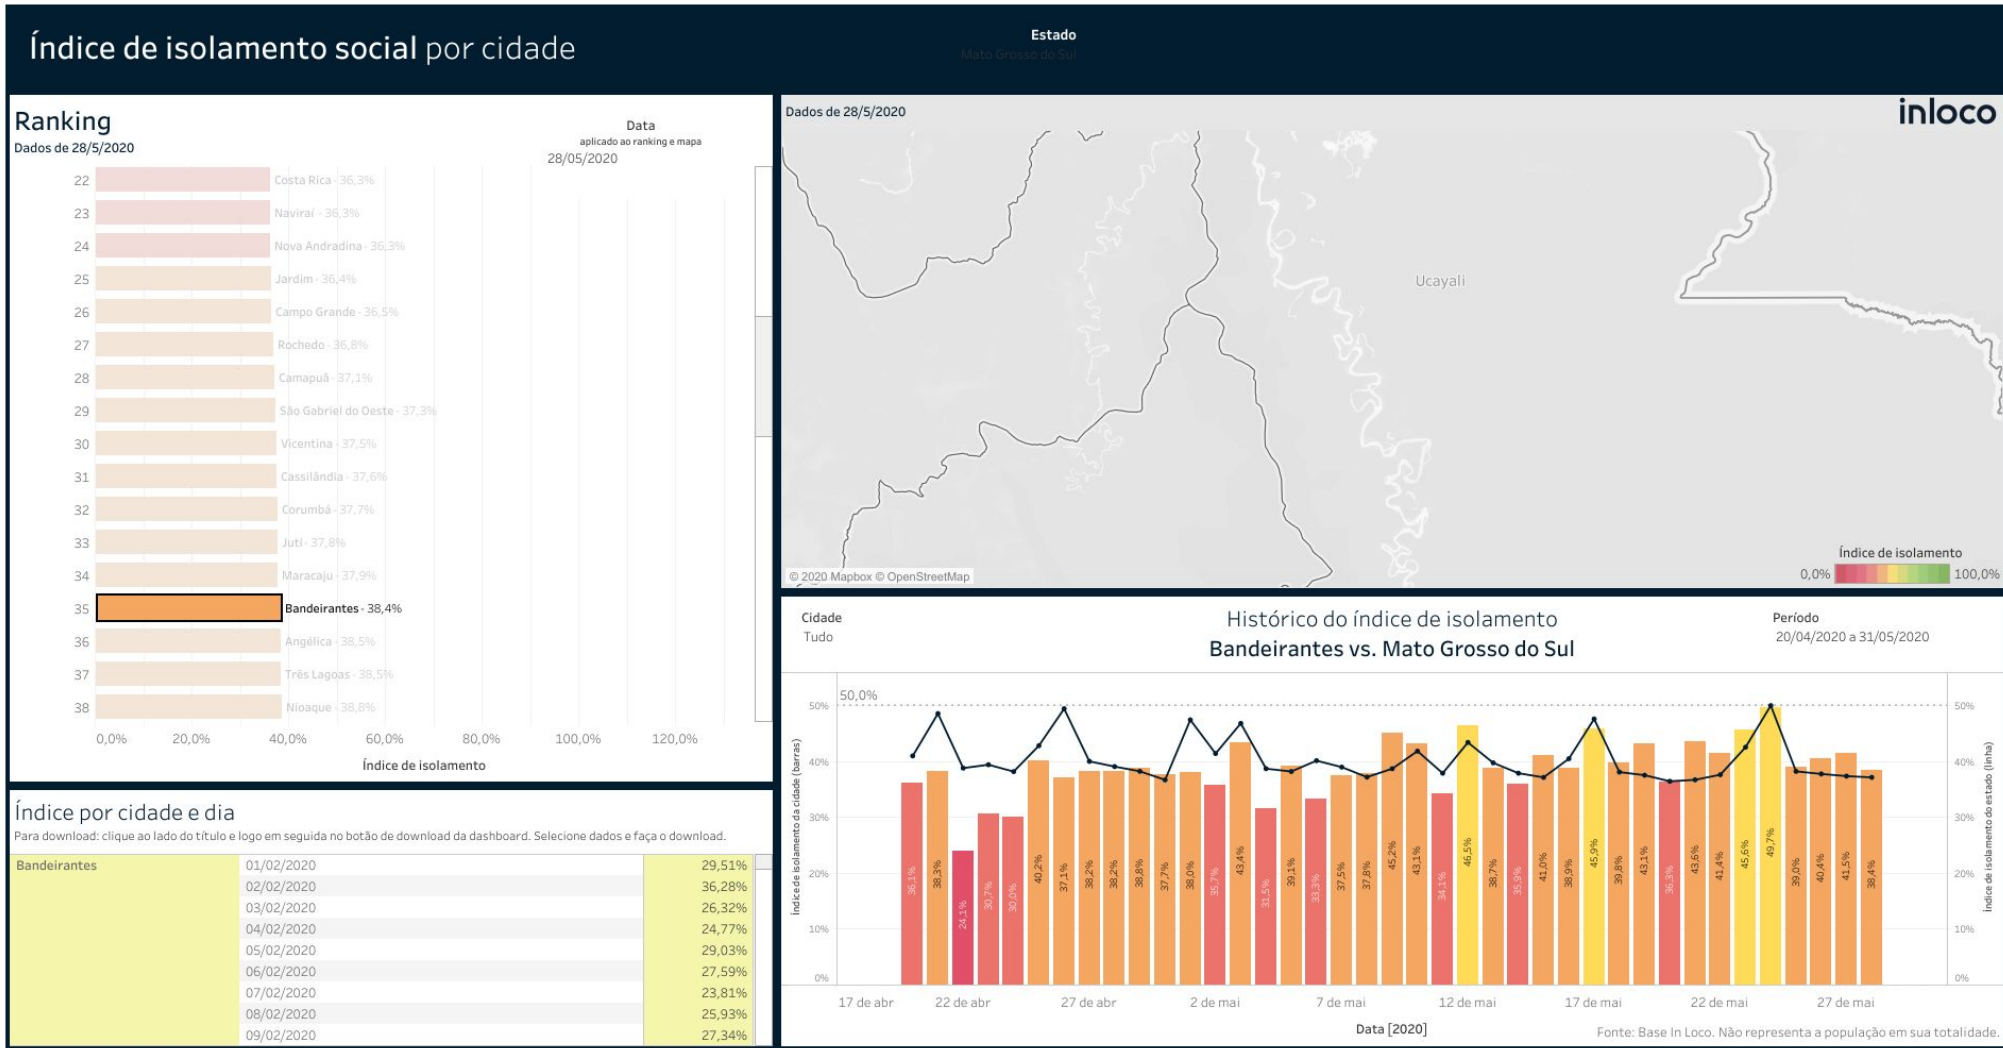 Índice de isolamento social por cidade
Estado
Mato Grosso do Sul
Ranking
Dados de 28/5/2020
Data
aplicado ao ranking e mapa
28/05/2020
22 Costa Rica - 36,3%
23 Naviraí - 36,3%
24 Nova Andradina - 36,3%
25 Jardim - 36,4%
26 Campo Grande - 36,5%
27 Rochedo - 36,8%
28 Camapuã - 37,1%
29 São Gabriel do Oeste - 37,3%
30 Vicentina - 37,5%
31 Cassilândia - 37,6%
32 Corumbá - 37,7%
33 Juti - 37,8%
34 Maracaju - 37,9%
35 Bandeirantes - 38,4%
36 Angélica - 38,5%
37 Três Lagoas - 38,5%
38 Nioaque - 38,8%
0,0% 20,0% 40,0% 60,0% 80,0% 100,0% 120,0%
Índice de isolamento
Índice por cidade e dia
Para download: clique ao lado do título e logo em seguida no botão de download da dashboard. Selecione dados e faça o download.
Bandeirantes 01/02/2020 29,51%
02/02/2020 36,28%
03/02/2020 26,32%
04/02/2020 24,77%
05/02/2020 29,03%
06/02/2020 27,59%
07/02/2020 23,81%
08/02/2020 25,93%
09/02/2020 27,34%
Dados de 28/5/2020
inloco
Ucayali
Índice de isolamento
0,0% 100,0%
© 2020 Mapbox © OpenStreetMap
Cidade
Tudo
Histórico do índice de isolamento
Bandeirantes vs. Mato Grosso do Sul
Período
20/04/2020 a 31/05/2020
50,0%
50% 50%
40% 40%
30% 30%
20% 20%
10% 10%
0% 0%
Índice de isolamento da cidade (barras)
36,1% 38,3% 24,1% 30,7% 30,0% 40,2% 37,1% 38,2% 38,2% 38,8% 37,7% 38,0% 35,7% 43,4% 31,5% 39,1% 33,3% 37,5% 37,8% 45,2% 43,1% 34,1% 46,5% 38,7% 35,9% 41,0% 38,9% 45,9% 39,8% 43,1% 36,3% 43,6% 41,4% 45,6% 49,7% 39,0% 40,4% 41,5% 38,4%
Índice de isolamento do estado (linha)
17 de abr 22 de abr 27 de abr 2 de mai 7 de mai 12 de mai 17 de mai 22 de mai 27 de mai
Data [2020]
Fonte: Base In Loco. Não representa a população em sua totalidade.